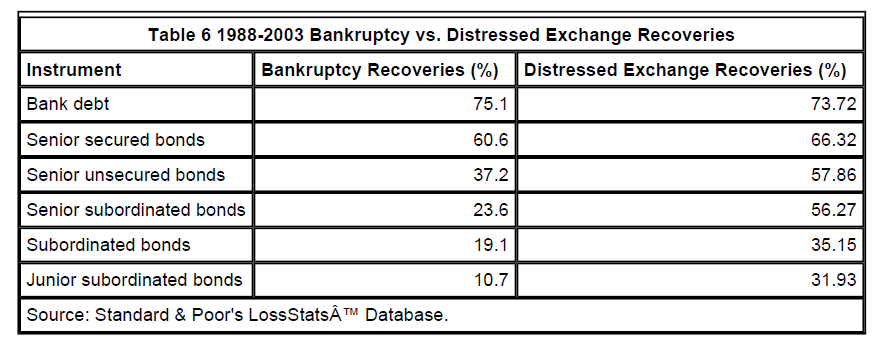 Table 6 1988-2003 Bankruptcy vs. Distressed Exchange Recoveries
Instrument Bankruptcy Recoveries (%) Distressed Exchange Recoveries (%)
Bank debt 75.1 73.72
Senior secured bonds 60.6 66.32
Senior unsecured bonds 37.2 57.86
Senior subordinated bonds 23.6 56.27
Subordinated bonds 19.1 35.15
Junior subordinated bonds 10.7 31.93
Source: Standard & Poor's LossStatsÂ™ Database.